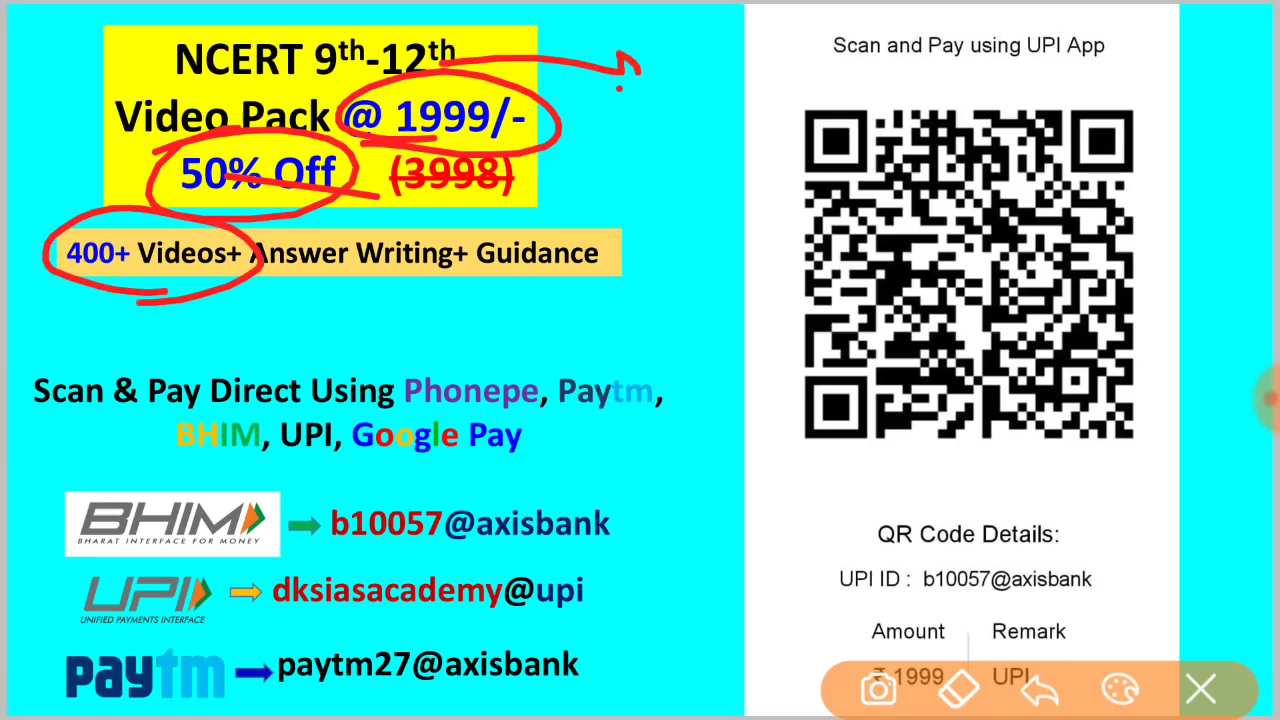 NCERT 9th-12th
Video Pack @ 1999/-
50% Off (3998)
400+ Videos+ Answer Writing+ Guidance
Scan & Pay Direct Using Phonepe, Paytm,
BHIM, UPI, Google Pay
BHIM
BHARAT INTERFACE FOR MONEY
b10057@axisbank
UPI
UNIFIED PAYMENTS INTERFACE
dksiasacademy@upi
paytm
paytm27@axisbank
Scan and Pay using UPI App
QR Code Details:
UPI ID : b10057@axisbank
Amount Remark
₹ 1999 UPI